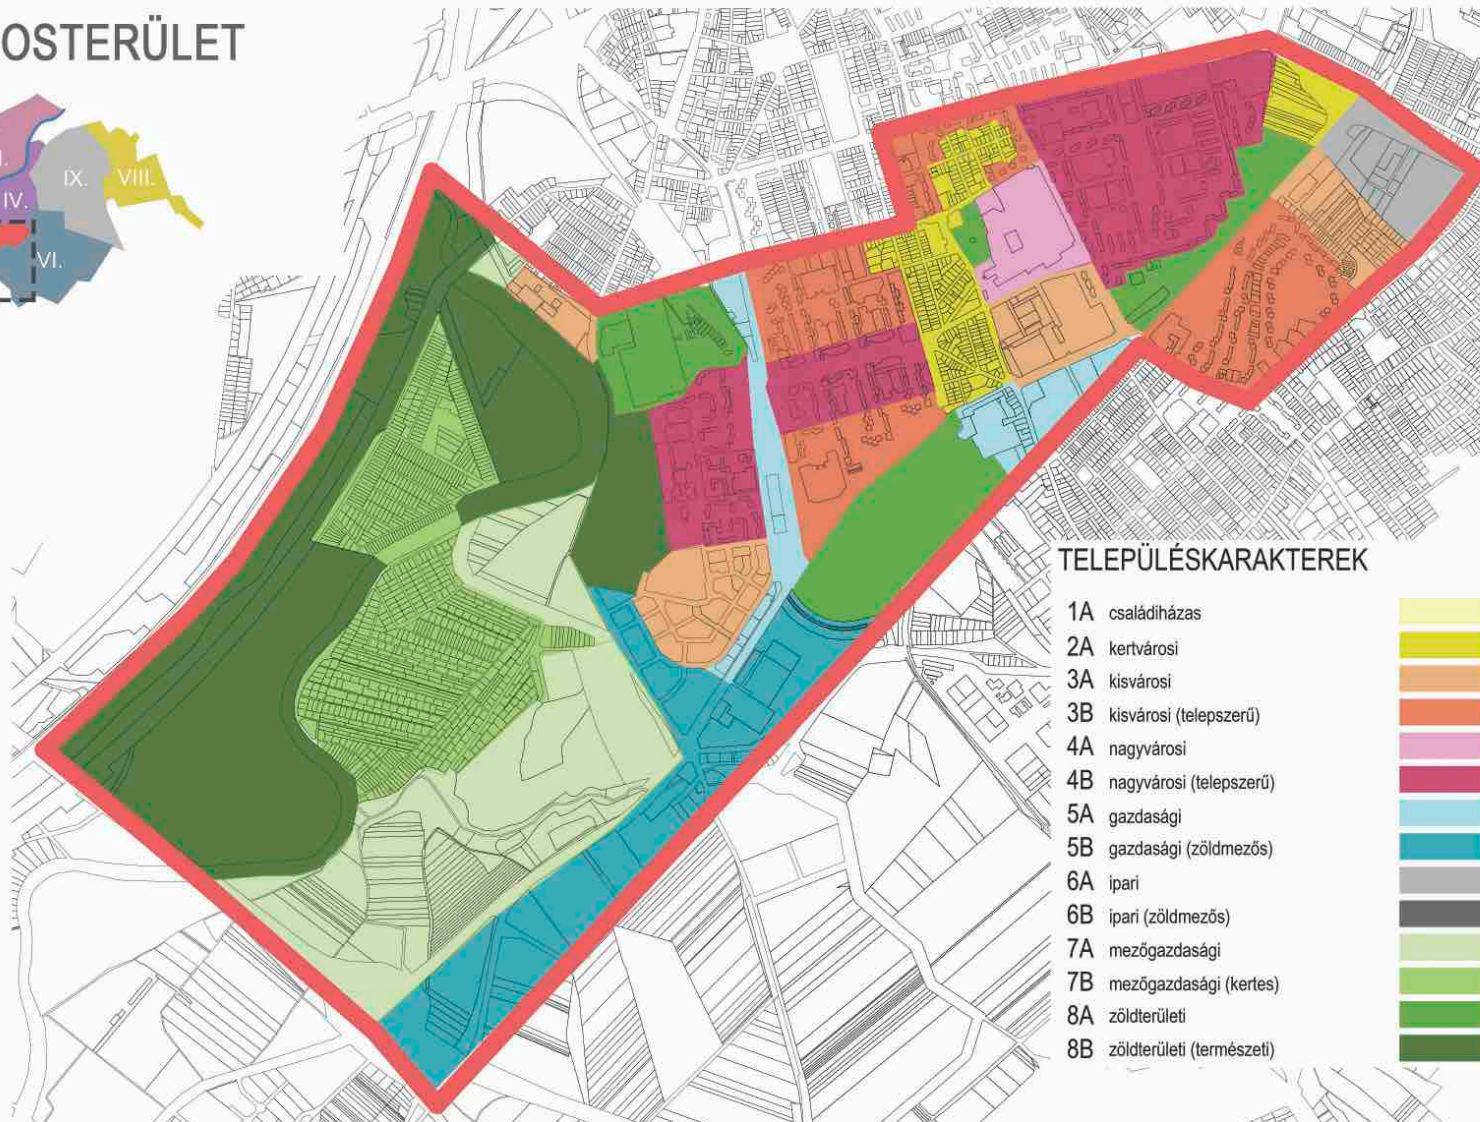 OSTERÜLET
IX.
VIII.
IV.
VI.
TELEPÜLÉSKARAKTEREK
1A családiházas
2A kertvárosi
3A kisvárosi
3B kisvárosi (telepszerű)
4A nagyvárosi
4B nagyvárosi (telepszerű)
5A gazdasági
5B gazdasági (zöldmezős)
6A ipari
6B ipari (zöldmezős)
7A mezőgazdasági
7B mezőgazdasági (kertes)
8A zöldterületi
8B zöldterületi (természeti)